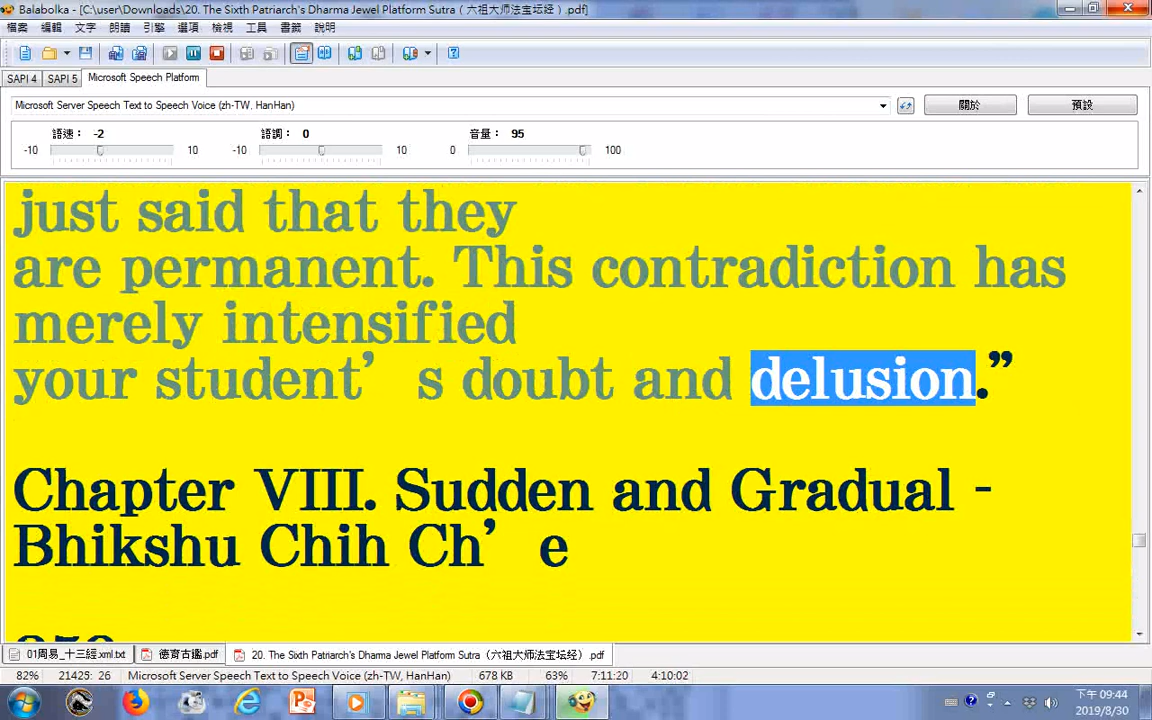 Balabolka - [C:\user\Downloads\20. The Sixth Patriarch's Dharma Jewel Platform Sutra（六祖大师法宝坛经）.pdf]
檔案 編輯 文字 朗讀 引擎 選項 檢視 工具 書籤 說明
SAPI 4 SAPI 5 Microsoft Speech Platform
Microsoft Server Speech Text to Speech Voice (zh-TW, HanHan) 關於 預設
語速： -2 語調： 0 音量： 95
-10 10 -10 10 0 100
just said that they
are permanent. This contradiction has
merely intensified
your student’s doubt and delusion.”
Chapter VIII. Sudden and Gradual -
Bhikshu Chih Ch’e
01周易_十三經.xml.txt 德育古鑑.pdf 20. The Sixth Patriarch's Dharma Jewel Platform Sutra（六祖大师法宝坛经）.pdf
82% 21425: 26 Microsoft Server Speech Text to Speech Voice (zh-TW, HanHan) 678 KB 63% 7:11:20 4:10:02
下午 09:44
2019/8/30